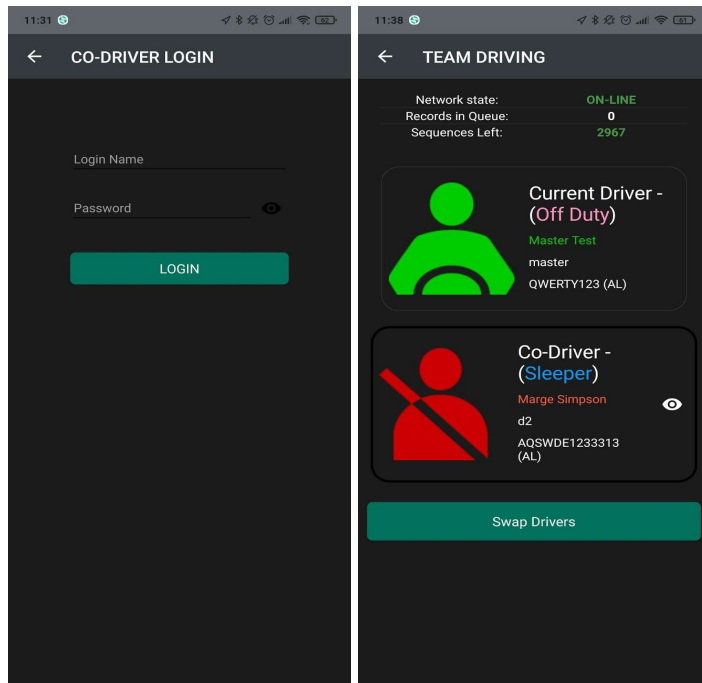 11:31
62
CO-DRIVER LOGIN
Login Name
Password
LOGIN
11:38
61
TEAM DRIVING
Network state: ON-LINE
Records in Queue: 0
Sequences Left: 2967
Current Driver -
(Off Duty)
Master Test
master
QWERTY123 (AL)
Co-Driver -
(Sleeper)
Marge Simpson
d2
AQSWDE1233313
(AL)
Swap Drivers